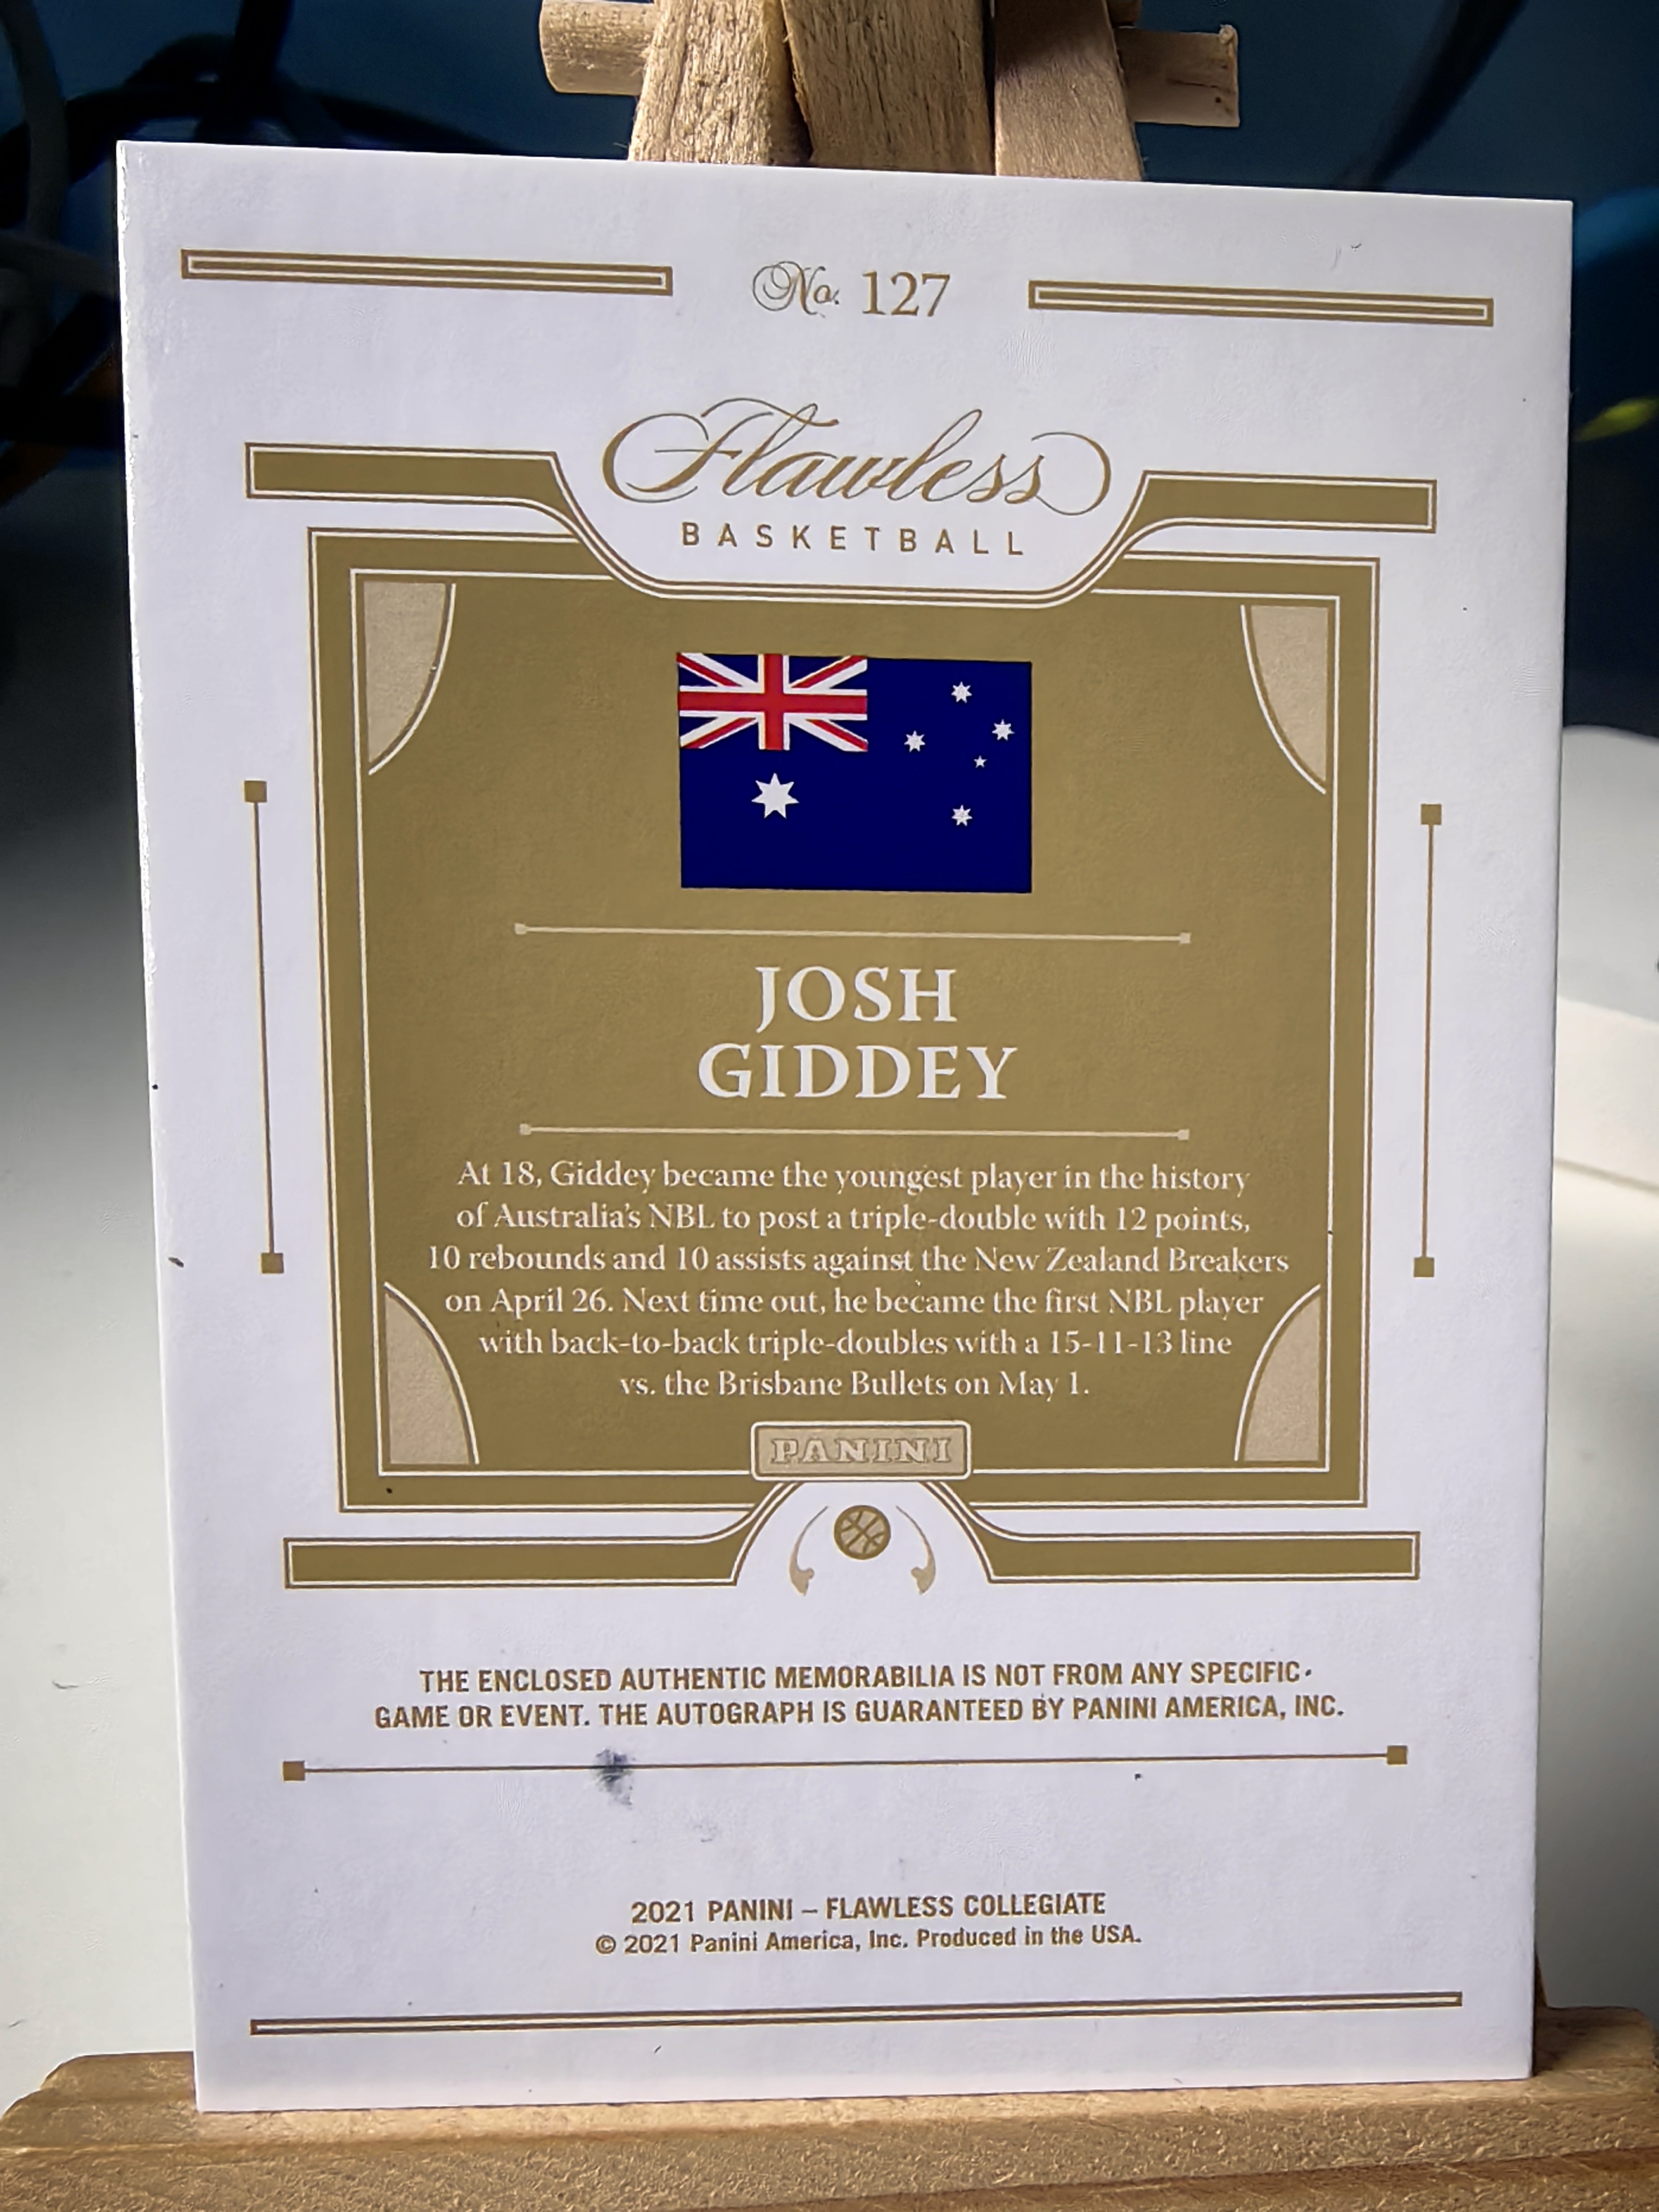 No. 127
Flawless
BASKETBALL
JOSH
GIDDEY
At 18, Giddey became the youngest player in the history
of Australia's NBL to post a triple-double with 12 points,
10 rebounds and 10 assists against the New Zealand Breakers
on April 26. Next time out, he became the first NBL player
with back-to-back triple-doubles with a 15-11-13 line
vs. the Brisbane Bullets on May 1.
PANINI
THE ENCLOSED AUTHENTIC MEMORABILIA IS NOT FROM ANY SPECIFIC
GAME OR EVENT. THE AUTOGRAPH IS GUARANTEED BY PANINI AMERICA, INC.
2021 PANINI – FLAWLESS COLLEGIATE
© 2021 Panini America, Inc. Produced in the USA.